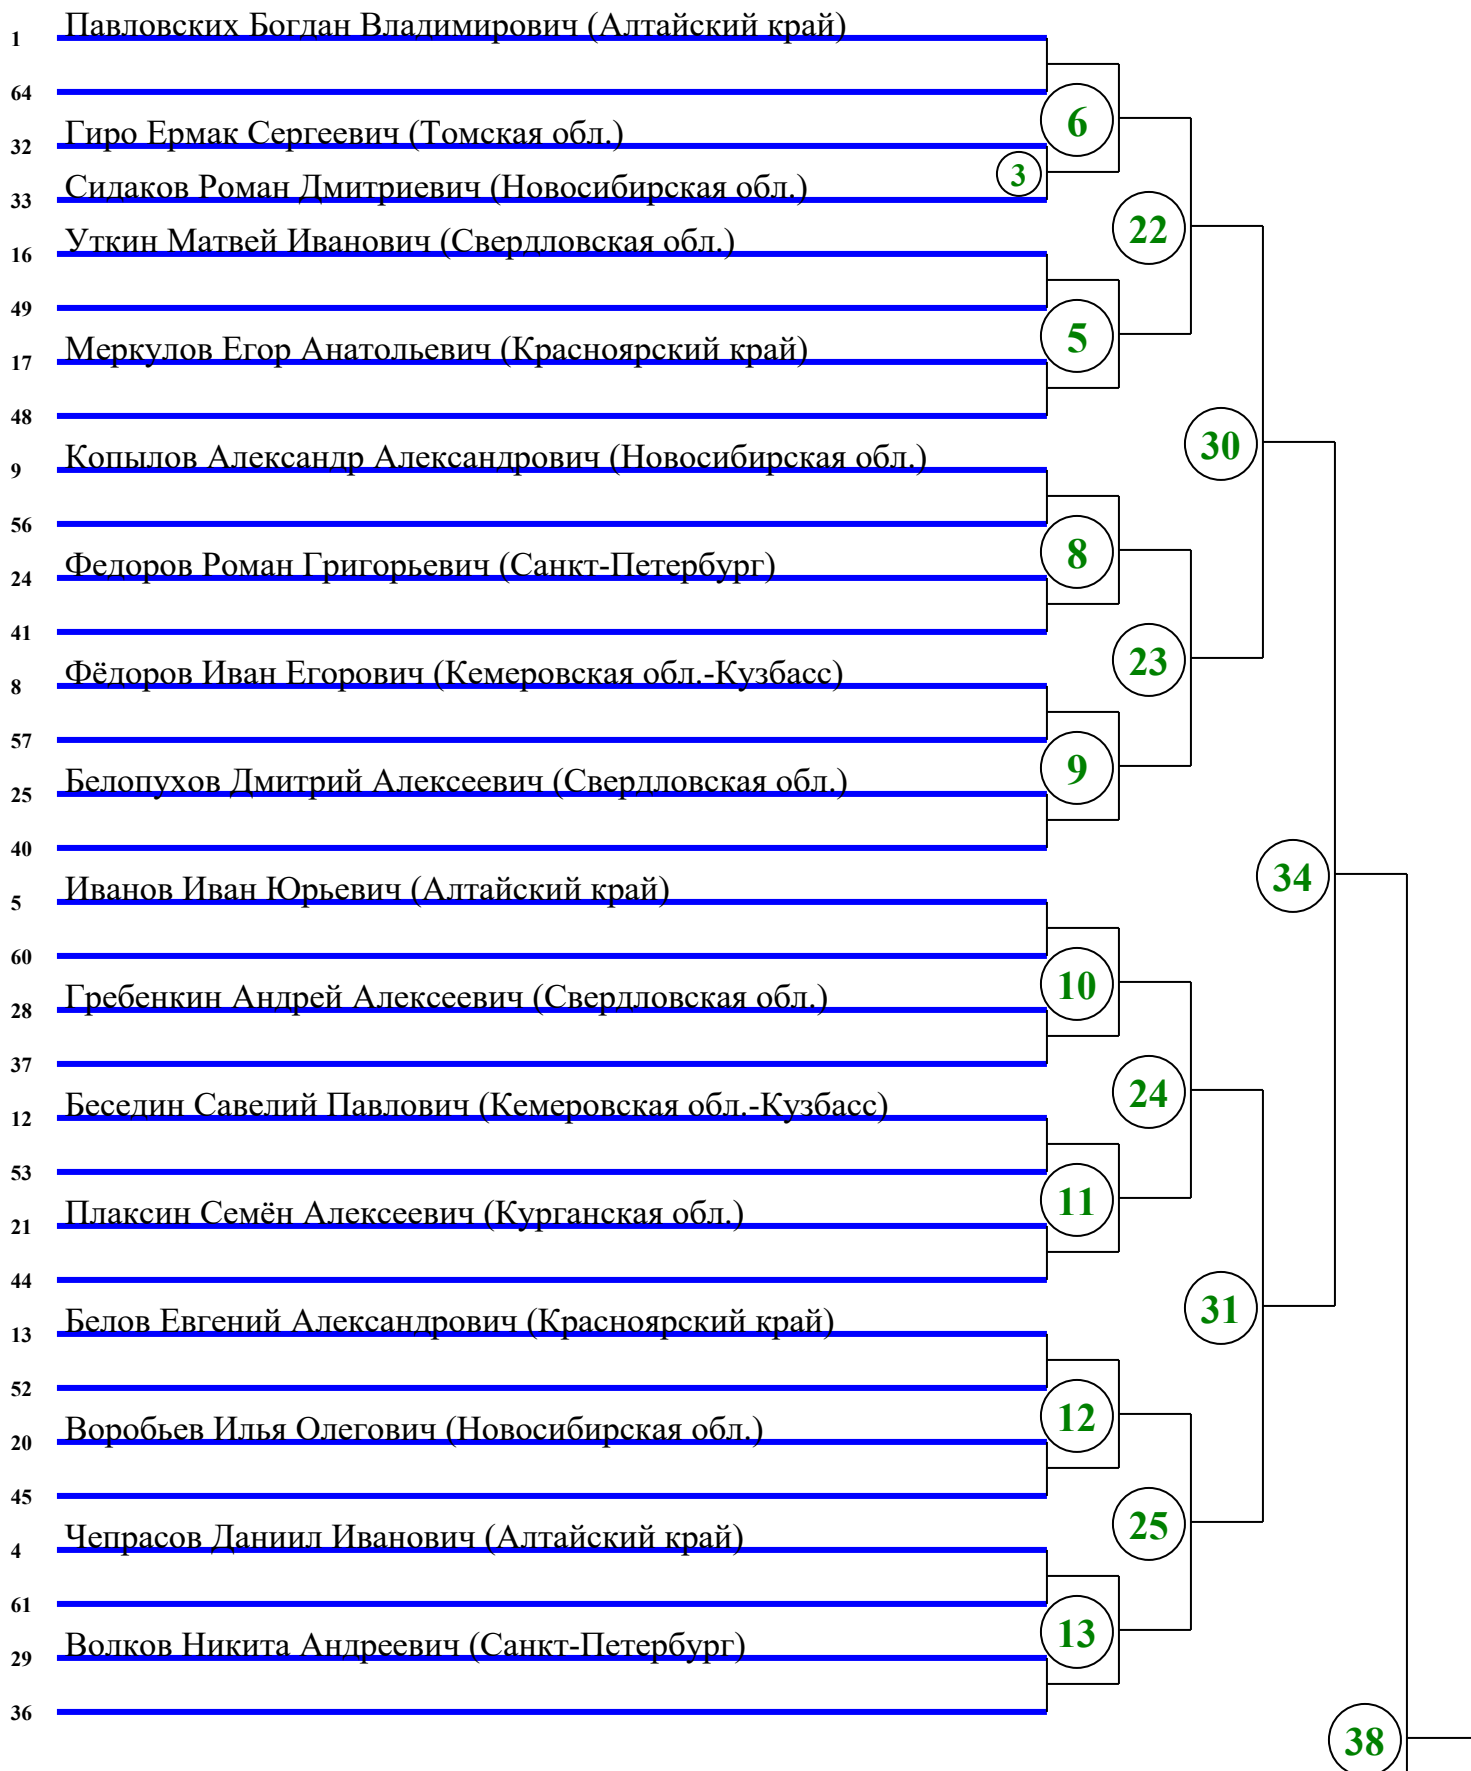 1 Павловских Богдан Владимирович (Алтайский край)
64
6
32 Гиро Ермак Сергеевич (Томская обл.)
3
33 Сидаков Роман Дмитриевич (Новосибирская обл.)
22
16 Уткин Матвей Иванович (Свердловская обл.)
49
5
17 Меркулов Егор Анатольевич (Красноярский край)
48
30
9 Копылов Александр Александрович (Новосибирская обл.)
56
8
24 Федоров Роман Григорьевич (Санкт-Петербург)
41
23
8 Фёдоров Иван Егорович (Кемеровская обл.-Кузбасс)
57
9
25 Белопухов Дмитрий Алексеевич (Свердловская обл.)
40
34
5 Иванов Иван Юрьевич (Алтайский край)
60
10
28 Гребенкин Андрей Алексеевич (Свердловская обл.)
37
24
12 Беседин Савелий Павлович (Кемеровская обл.-Кузбасс)
53
11
21 Плаксин Семён Алексеевич (Курганская обл.)
44
31
13 Белов Евгений Александрович (Красноярский край)
52
12
20 Воробьев Илья Олегович (Новосибирская обл.)
45
25
4 Чепрасов Даниил Иванович (Алтайский край)
61
13
29 Волков Никита Андреевич (Санкт-Петербург)
36
38